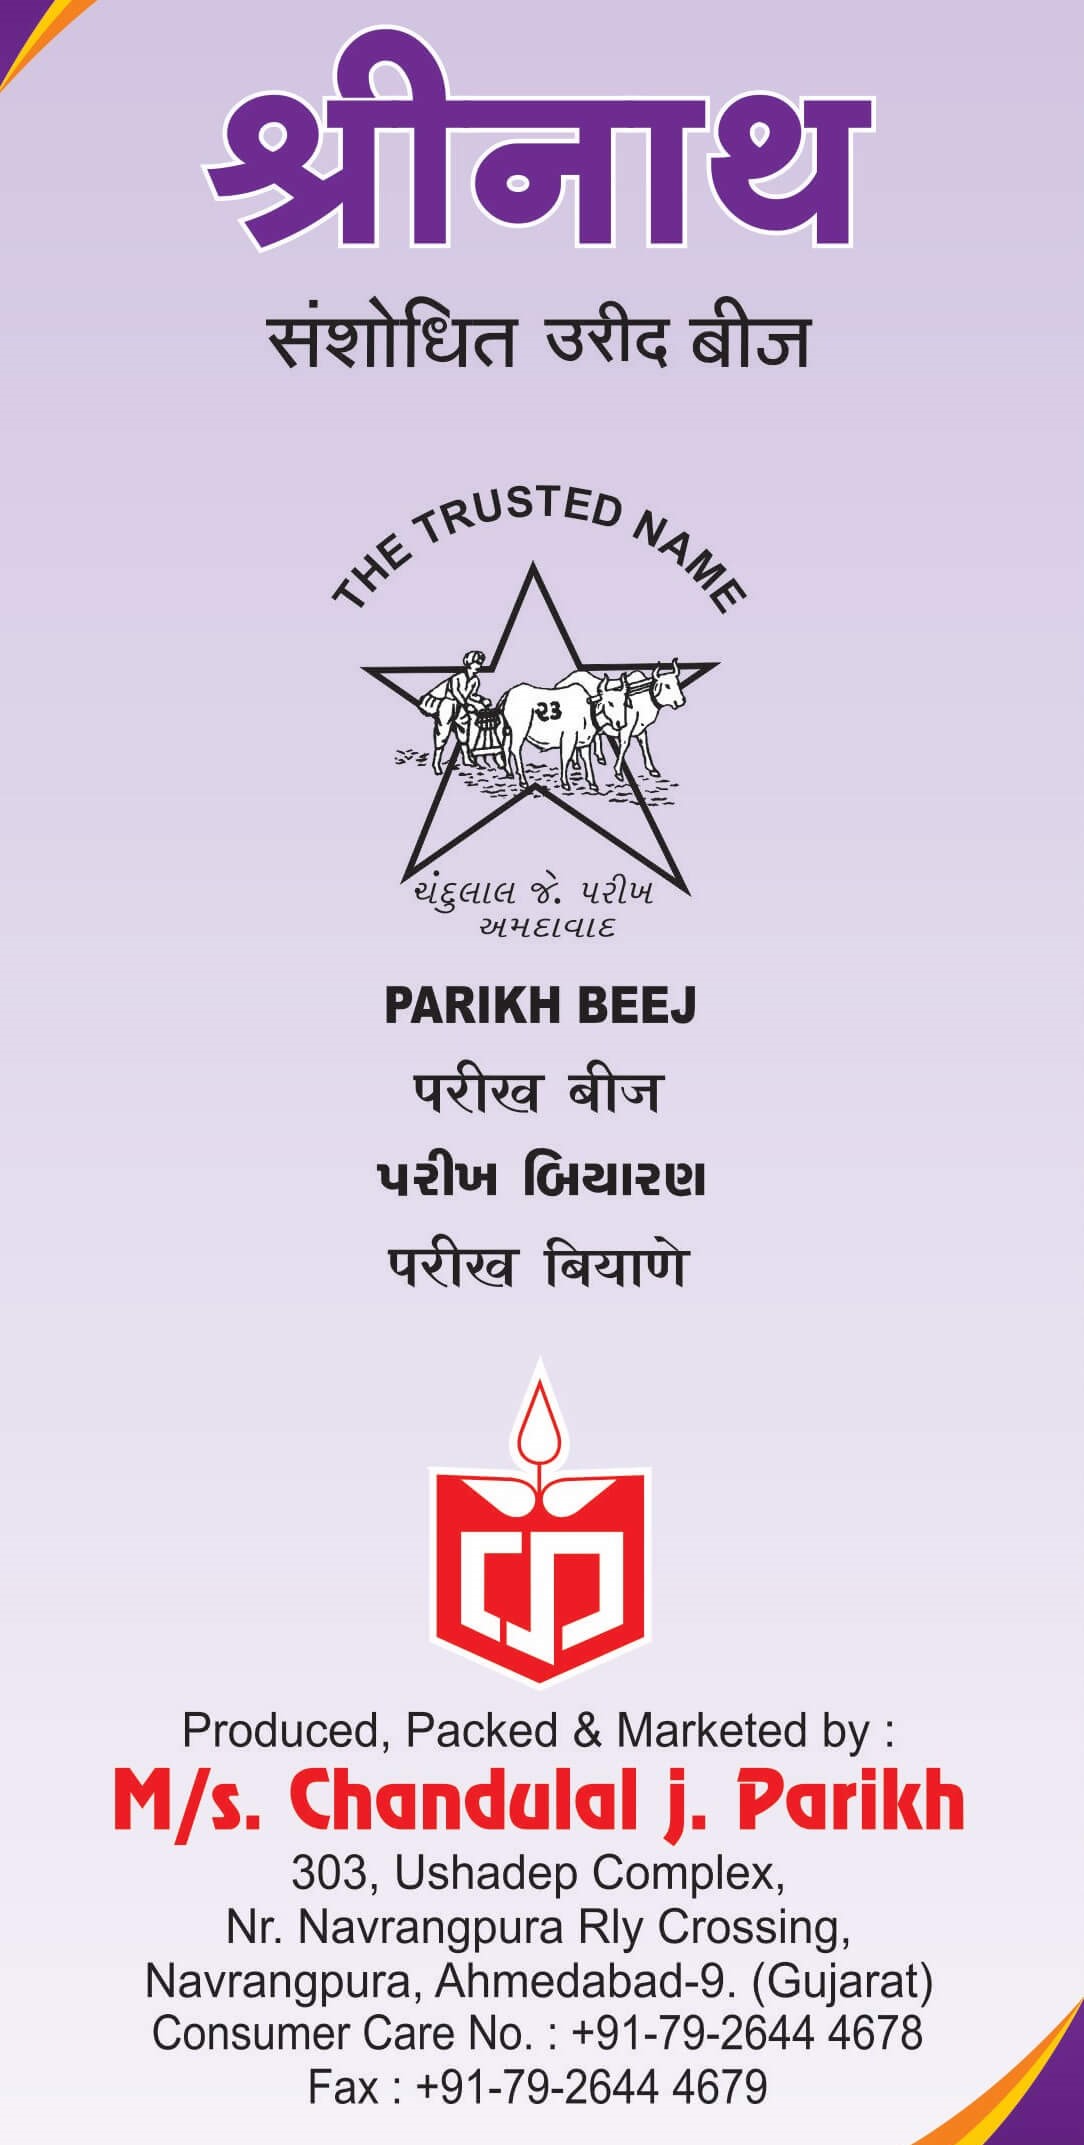 श्रीनाथ
संशोधित उरीद बीज
THE TRUSTED NAME
૨૩
ચંદુલાલ જે. પરીખ
અમદાવાદ
PARIKH BEEJ
परीख बीज
પરીખ બિયારણ
परीख बियाणे
Produced, Packed & Marketed by :
M/s. Chandulal j. Parikh
303, Ushadep Complex,
Nr. Navrangpura Rly Crossing,
Navrangpura, Ahmedabad-9. (Gujarat)
Consumer Care No. : +91-79-2644 4678
Fax : +91-79-2644 4679